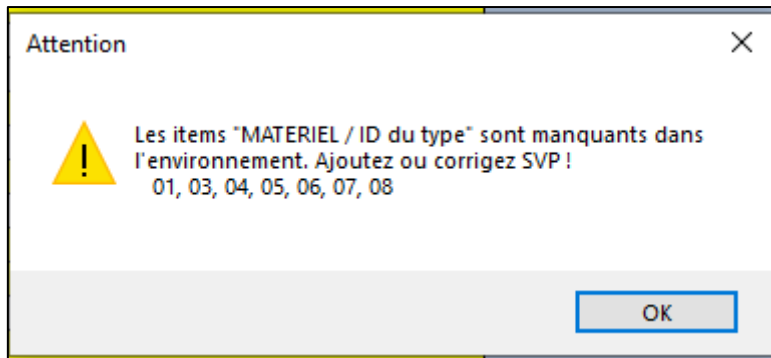 Attention
Les items "MATERIEL / ID du type" sont manquants dans
l'environnement. Ajoutez ou corrigez SVP !
01, 03, 04, 05, 06, 07, 08
OK